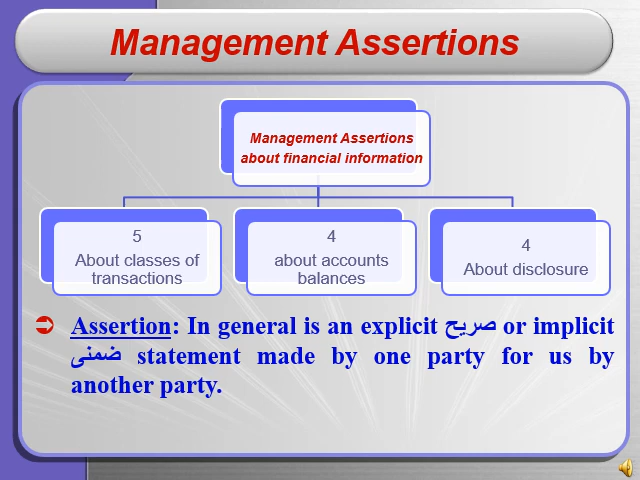 Management Assertions
Management Assertions
about financial information
5
About classes of
transactions
4
about accounts
balances
4
About disclosure
Assertion: In general is an explicit صريح or implicit
ضمنى statement made by one party for us by
another party.